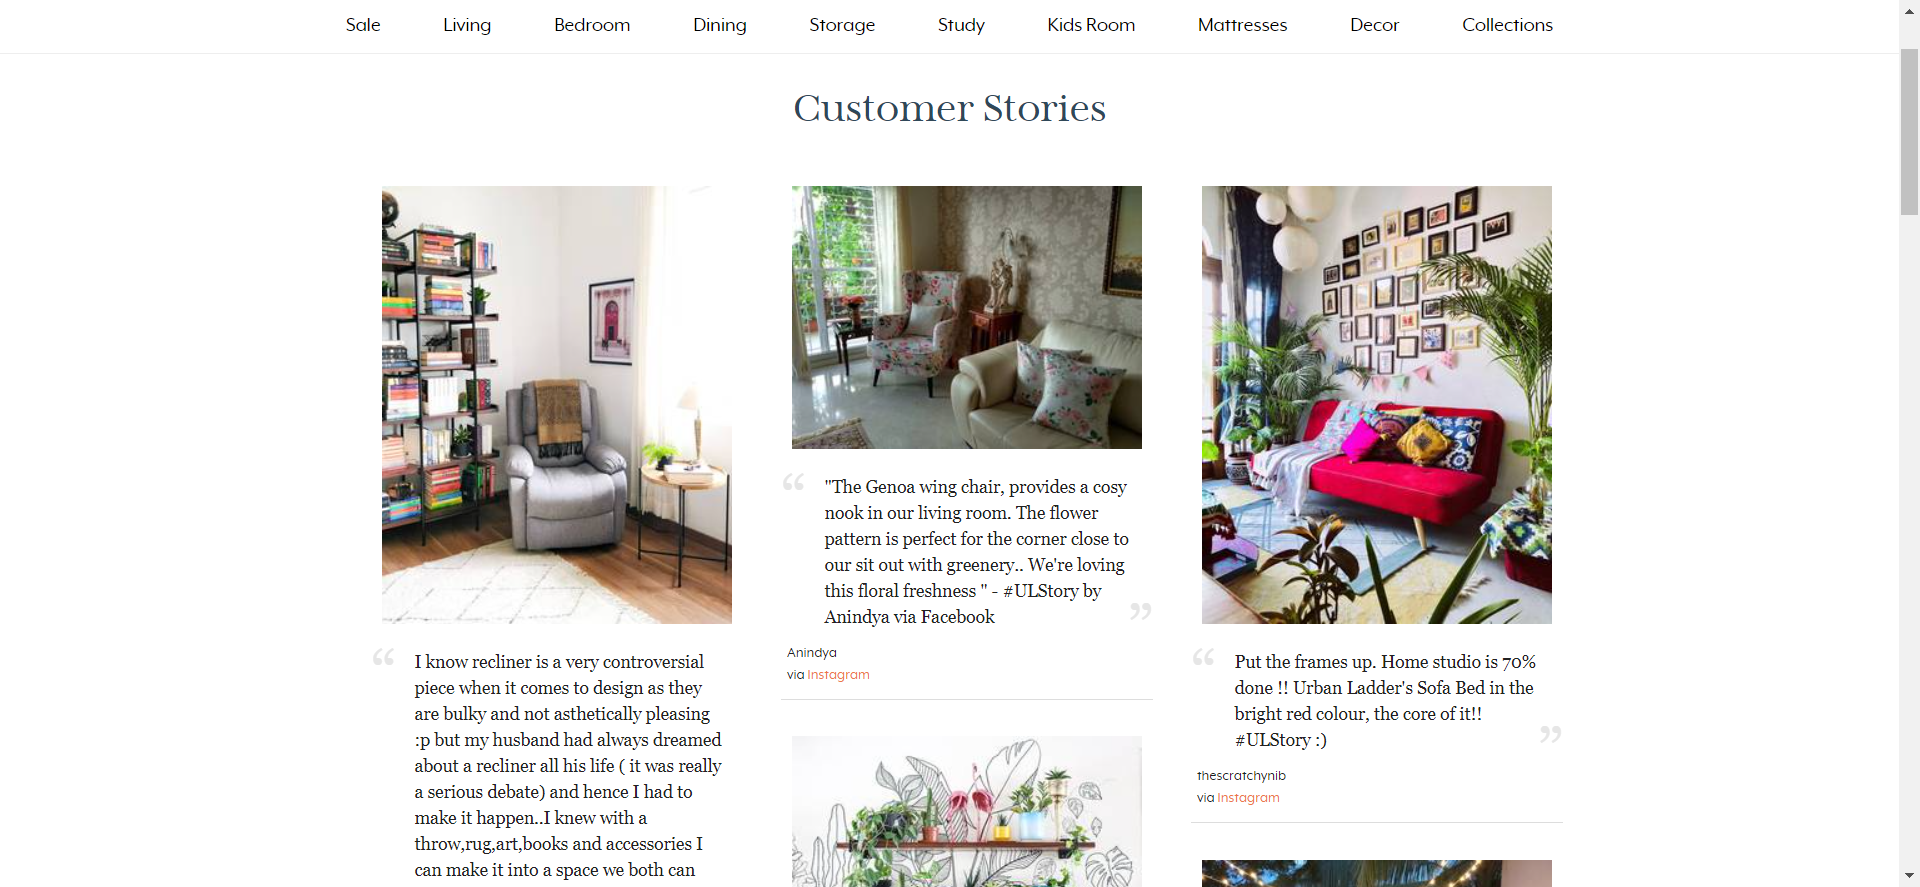 Sale Living Bedroom Dining Storage Study Kids Room Mattresses Decor Collections
Customer Stories
I know recliner is a very controversial
piece when it comes to design as they
are bulky and not asthetically pleasing
:p but my husband had always dreamed
about a recliner all his life ( it was really
a serious debate) and hence I had to
make it happen..I knew with a
throw,rug,art,books and accessories I
can make it into a space we both can
"The Genoa wing chair, provides a cosy
nook in our living room. The flower
pattern is perfect for the corner close to
our sit out with greenery.. We're loving
this floral freshness " - #ULStory by
Anindya via Facebook
Anindya
via Instagram
Put the frames up. Home studio is 70%
done !! Urban Ladder's Sofa Bed in the
bright red colour, the core of it!!
#ULStory :)
thescratchynib
via Instagram